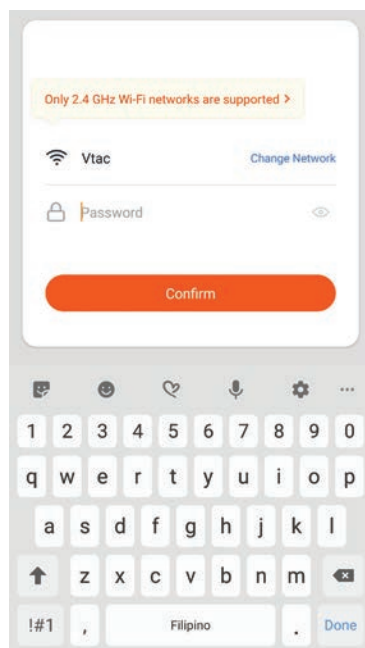 Only 2.4 GHz Wi-Fi networks are supported >
Vtac Change Network
Password
Confirm
1 2 3 4 5 6 7 8 9 0
q w e r t y u i o p
a s d f g h j k l
z x c v b n m
!#1 , Filipino . Done